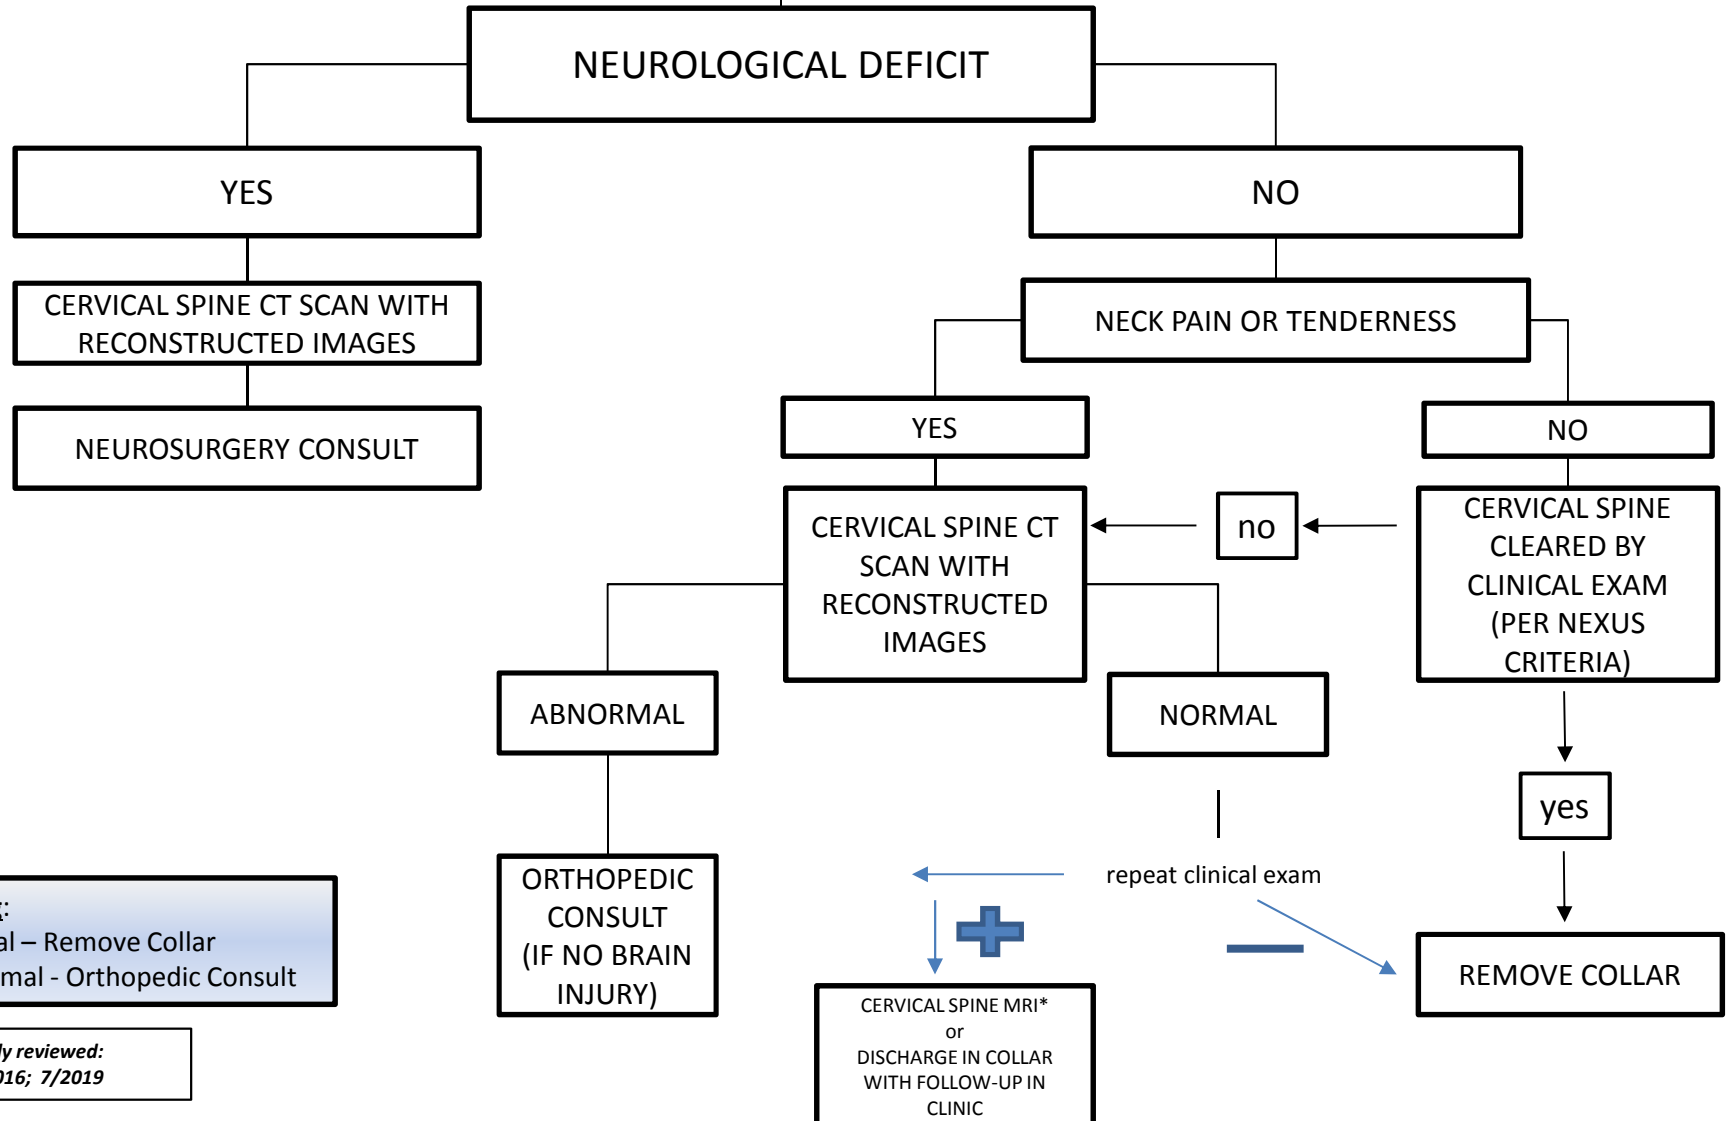 NEUROLOGICAL DEFICIT
YES
NO
CERVICAL SPINE CT SCAN WITH
RECONSTRUCTED IMAGES
NECK PAIN OR TENDERNESS
NEUROSURGERY CONSULT
YES
NO
CERVICAL SPINE CT
SCAN WITH
RECONSTRUCTED
IMAGES
no
CERVICAL SPINE
CLEARED BY
CLINICAL EXAM
(PER NEXUS
CRITERIA)
ABNORMAL
NORMAL
yes
ORTHOPEDIC
CONSULT
(IF NO BRAIN
INJURY)
repeat clinical exam
REMOVE COLLAR
CERVICAL SPINE MRI*
or
DISCHARGE IN COLLAR
WITH FOLLOW-UP IN
CLINIC
al – Remove Collar
mal - Orthopedic Consult
ly reviewed:
016; 7/2019